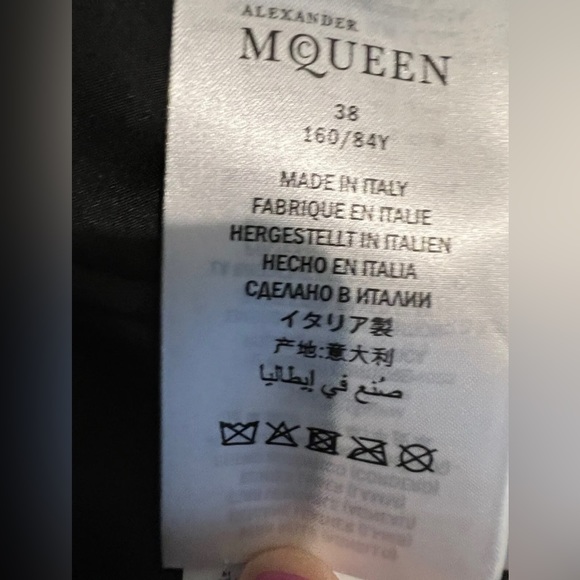 ALEXANDER
McQUEEN
38
160/84Y
MADE IN ITALY
FABRIQUE EN ITALIE
HERGESTELLT IN ITALIEN
HECHO EN ITALIA
СДЕЛАНО В ИТАЛИИ
イタリア製
产地:意大利
صُنع في إيطاليا